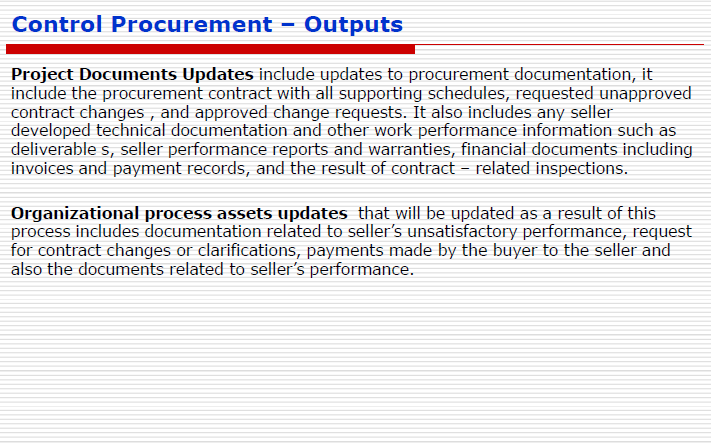 Control Procurement – Outputs
Project Documents Updates include updates to procurement documentation, it
include the procurement contract with all supporting schedules, requested unapproved
contract changes , and approved change requests. It also includes any seller
developed technical documentation and other work performance information such as
deliverable s, seller performance reports and warranties, financial documents including
invoices and payment records, and the result of contract – related inspections.
Organizational process assets updates  that will be updated as a result of this
process includes documentation related to seller’s unsatisfactory performance, request
for contract changes or clarifications, payments made by the buyer to the seller and
also the documents related to seller’s performance.